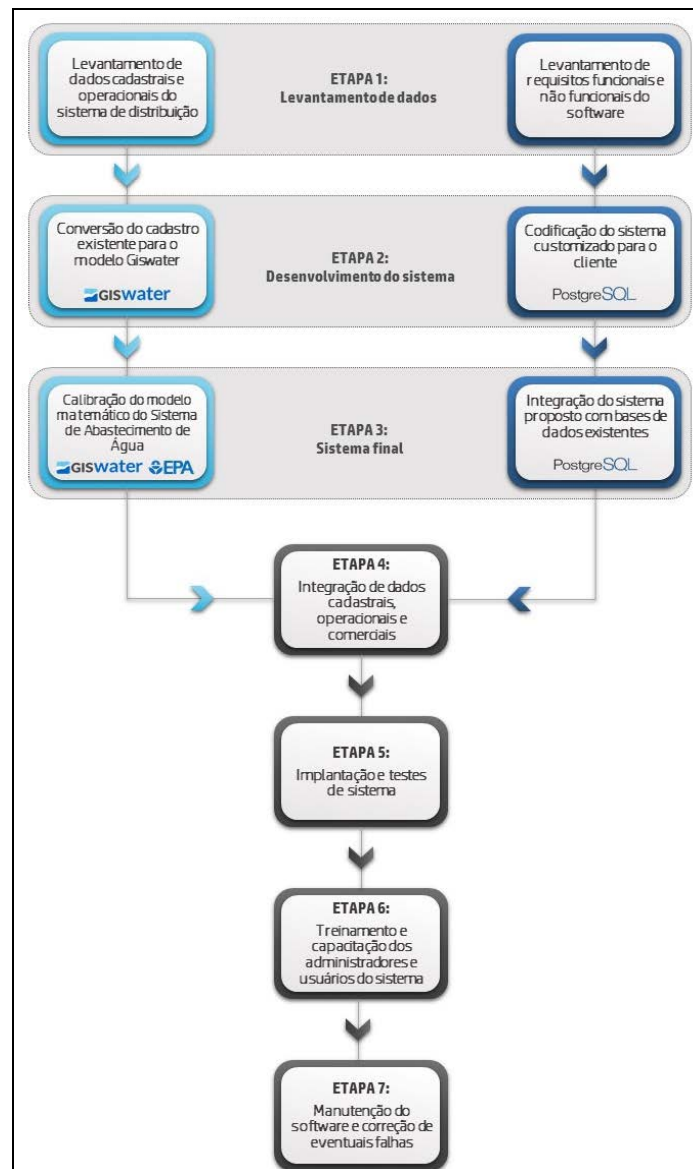 Levantamento de
dados cadastrais e
operacionais do
sistema de distribuição
ETAPA 1:
Levantamento de dados
Levantamento de
requisitos funcionais e
não funcionais do
software
Conversão do cadastro
existente para o
modelo Giswater
GISwater
ETAPA 2:
Desenvolvimento do sistema
Codificação do sistema
customizado para o
cliente
PostgreSQL
Calibração do modelo
matemático do Sistema
de Abastecimento de
Água
GISwater EPA
ETAPA 3:
Sistema final
Integração do sistema
proposto com bases de
dados existentes
PostgreSQL
ETAPA 4:
Integração de dados
cadastrais,
operacionais e
comerciais
ETAPA 5:
Implantação e testes
de sistema
ETAPA 6:
Treinamento e
capacitação dos
administradores e
usuários do sistema
ETAPA 7:
Manutenção do
software e correção de
eventuais falhas